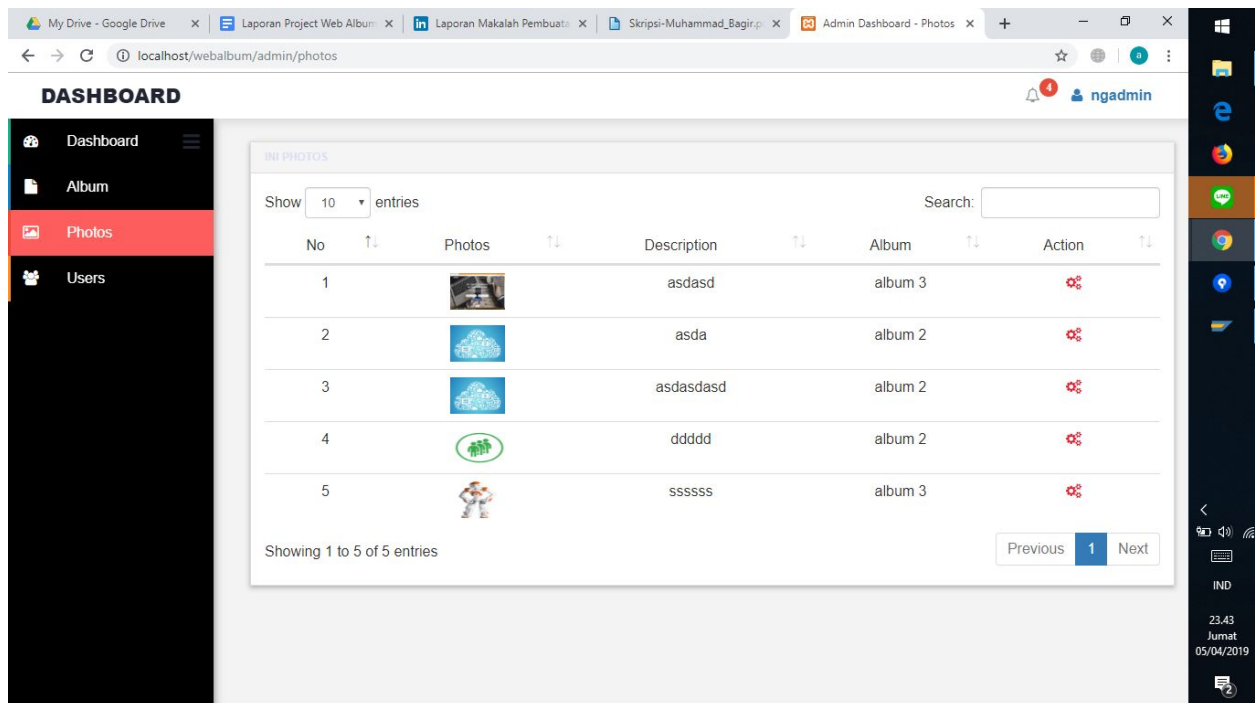 My Drive - Google Drive
Laporan Project Web Album
Laporan Makalah Pembuata
Skripsi-Muhammad_Bagir.p
Admin Dashboard - Photos
localhost/webalbum/admin/photos
a
DASHBOARD
4
ngadmin
Dashboard
Album
Photos
Users
INI PHOTOS
Show 10 entries
Search:
No Photos Description Album Action
1 asdasd album 3
2 asda album 2
3 asdasdasd album 2
4 ddddd album 2
5 ssssss album 3
Showing 1 to 5 of 5 entries
Previous 1 Next
LINE
IND
23.43
Jumat
05/04/2019
2